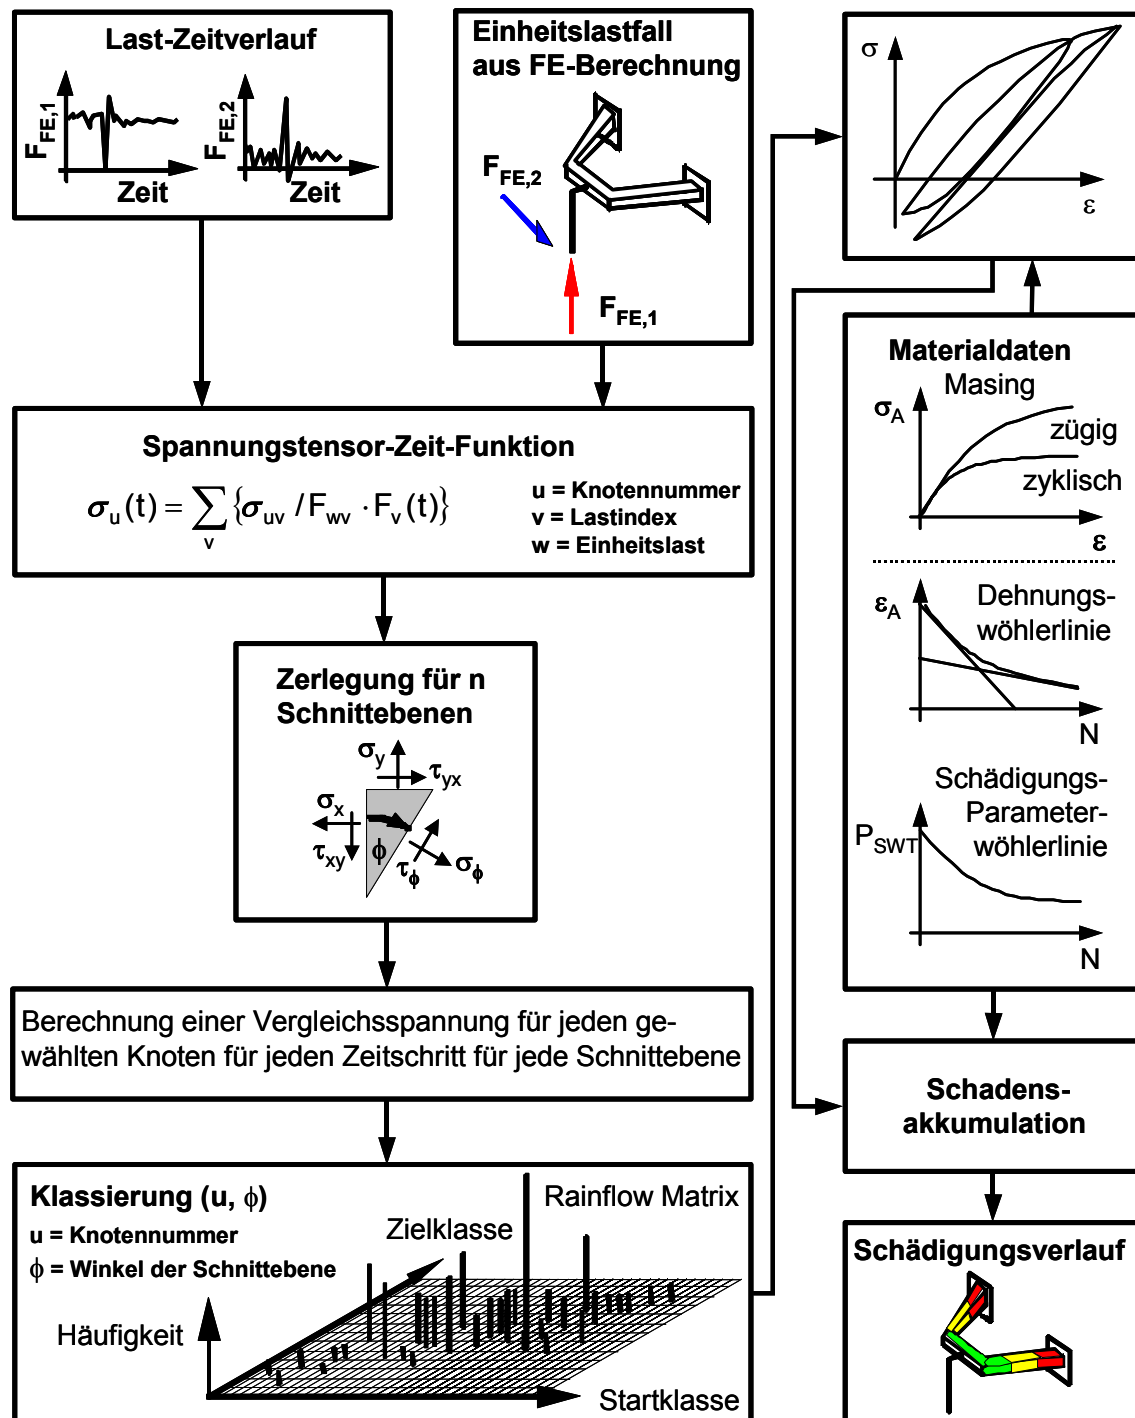 Last-Zeitverlauf
F_FE,1
Zeit
F_FE,2
Zeit
Einheitslastfall
aus FE-Berechnung
F_FE,2
F_FE,1
σ
ε
Spannungstensor-Zeit-Funktion
σ_u(t) = ∑_v {σ_uv / F_wv · F_v(t)}
u = Knotennummer
v = Lastindex
w = Einheitslast
Zerlegung für n
Schnittebenen
σ_y
τ_yx
σ_x
τ_xy
ϕ
τ_ϕ
σ_ϕ
Berechnung einer Vergleichsspannung für jeden ge-
wählten Knoten für jeden Zeitschritt für jede Schnittebene
Klassierung (u, ϕ)
u = Knotennummer
ϕ = Winkel der Schnittebene
Rainflow Matrix
Zielklasse
Häufigkeit
Startklasse
Materialdaten
Masing
σ_A
zügig
zyklisch
ε
ε_A
Dehnungs-
wöhlerlinie
N
Schädigungs-
Parameter-
wöhlerlinie
P_SWT
N
Schadens-
akkumulation
Schädigungsverlauf